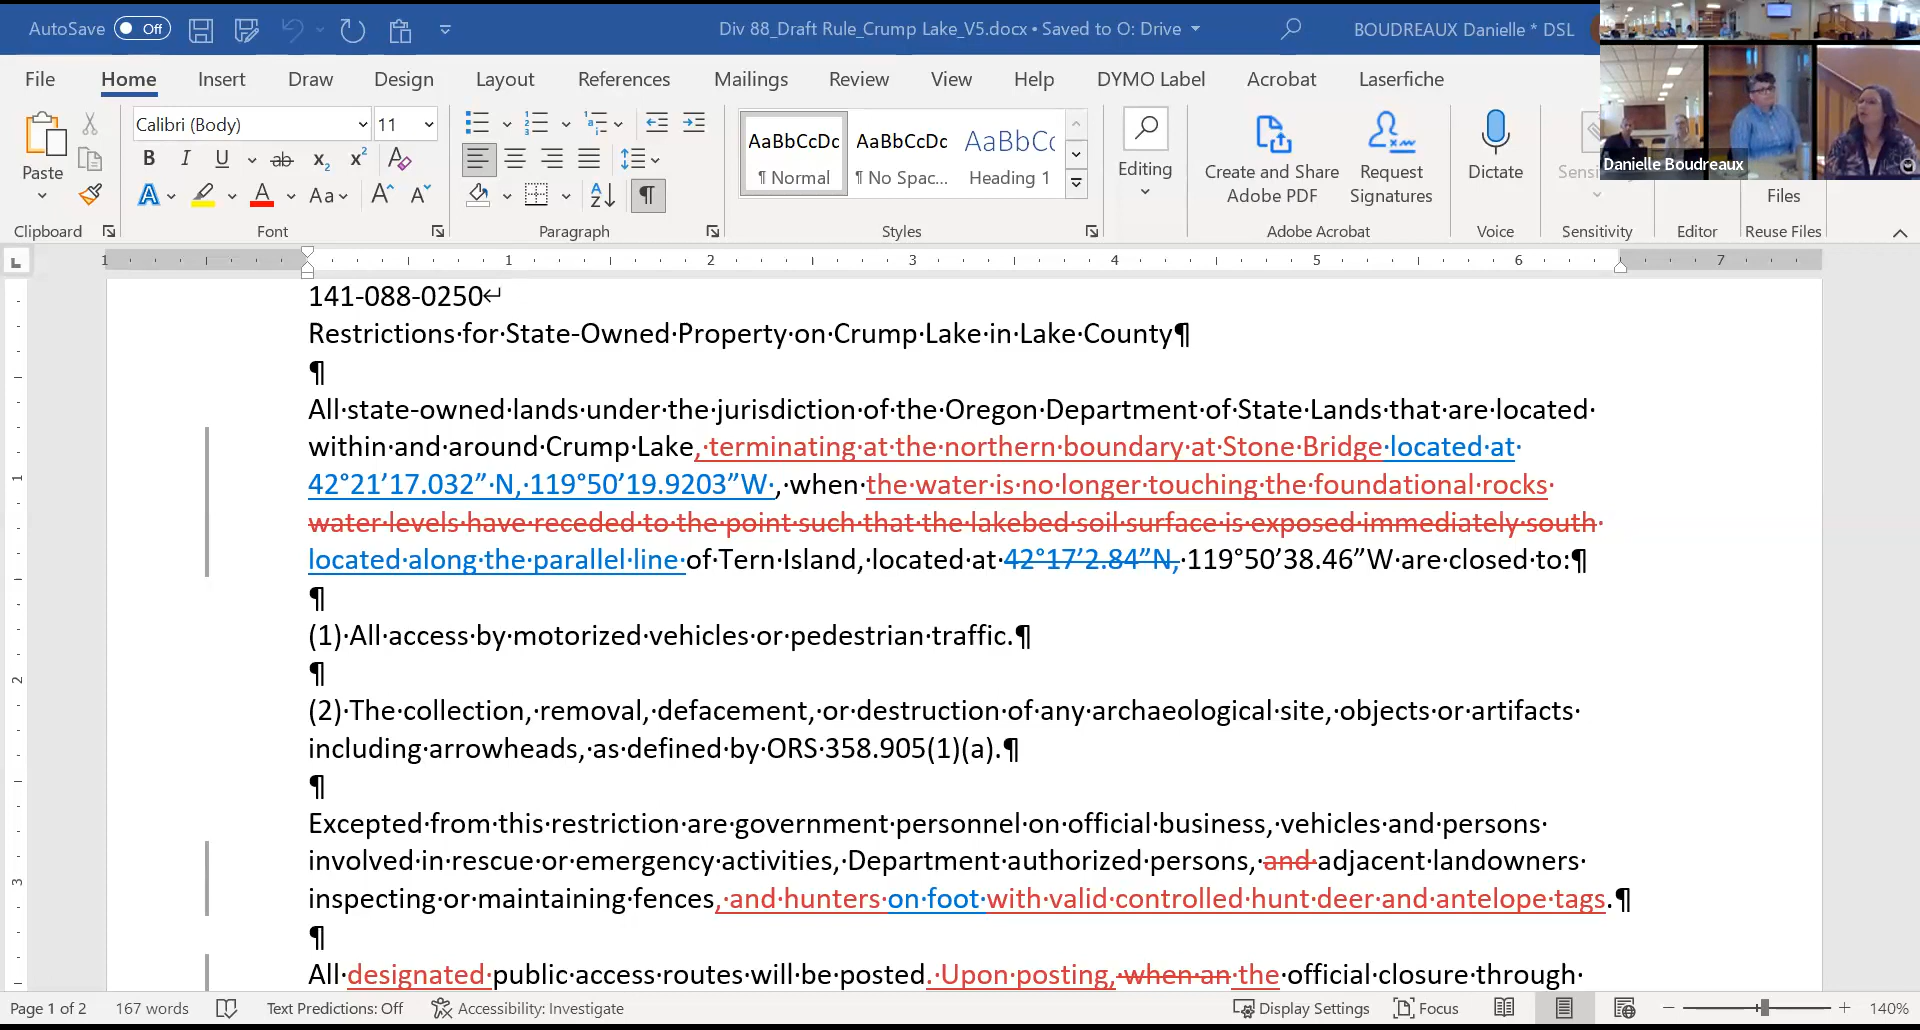 AutoSave Off
Div 88_Draft Rule_Crump Lake_V5.docx • Saved to O: Drive
BOUDREAUX Danielle * DSL
File Home Insert Draw Design Layout References Mailings Review View Help DYMO Label Acrobat Laserfiche
Paste
Clipboard
Calibri (Body) 11
Font
Paragraph
AaBbCcDc AaBbCcDc AaBbCc
¶ Normal ¶ No Spac... Heading 1
Styles
Editing
Create and Share Adobe PDF
Request Signatures
Adobe Acrobat
Dictate
Voice
Sensi
Sensitivity
Editor
Files
Reuse Files
Danielle Boudreaux
1 1 2 3 4 5 6 7
141-088-0250
Restrictions for State-Owned Property on Crump Lake in Lake County¶
¶
All state-owned lands under the jurisdiction of the Oregon Department of State Lands that are located
within and around Crump Lake, terminating at the northern boundary at Stone Bridge located at
42°21’17.032” N, 119°50’19.9203”W , when the water is no longer touching the foundational rocks
water levels have receded to the point such that the lakebed soil surface is exposed immediately south
located along the parallel line of Tern Island, located at 42°17’2.84”N, 119°50’38.46”W are closed to:¶
¶
(1) All access by motorized vehicles or pedestrian traffic.¶
¶
(2) The collection, removal, defacement, or destruction of any archaeological site, objects or artifacts
including arrowheads, as defined by ORS 358.905(1)(a).¶
¶
Excepted from this restriction are government personnel on official business, vehicles and persons
involved in rescue or emergency activities, Department authorized persons, and adjacent landowners
inspecting or maintaining fences, and hunters on foot with valid controlled hunt deer and antelope tags.¶
¶
All designated public access routes will be posted. Upon posting, when an the official closure through
1
2
3
Page 1 of 2 167 words Text Predictions: Off Accessibility: Investigate Display Settings Focus 140%